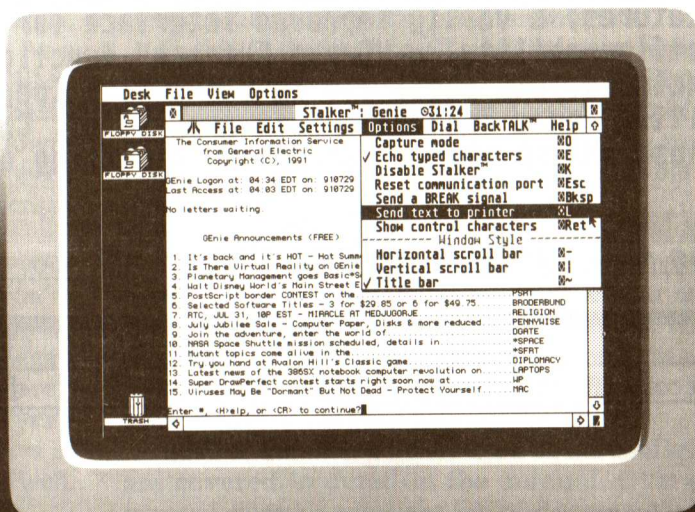 Desk File View Options
STalker™: Genie ⊙31:24
File Edit Settings Options Dial BackTALK™ Help
FLOPPY DISK
FLOPPY DISK
The Consumer Information Service
from General Electric
Copyright (C), 1991
GEnie Logon at: 04:34 EDT on: 910729
Last Access at: 04:03 EDT on: 910729
No letters waiting.
GEnie Announcements (FREE)
Capture mode ⌘O
✓ Echo typed characters ⌘E
Disable STalker™ ⌘K
Reset communication port ⌘Esc
Send a BREAK signal ⌘Bksp
Send text to printer ⌘L
Show control characters ⌘Ret
-------- Window Style --------
Horizontal scroll bar ⌘-
Vertical scroll bar ⌘|
✓ Title bar ⌘~
1. It's back and it's HOT - Hot Summ
2. Is There Virtual Reality on GEnie
3. Planetary Management goes Basic*S
4. Walt Disney World's Main Street E
5. PostScript border CONTEST on the PSRT
6. Selected Software Titles - 3 for $29.85 or 6 for $49.75. BRODERBUND
7. RTC, JUL 31, 10P EST - MIRACLE AT MEDJUGORJE RELIGION
8. July Jubilee Sale - Computer Paper, Disks & more reduced PENNYWISE
9. Join the adventure, enter the world of DGATE
10. NASA Space Shuttle mission scheduled, details in *SPACE
11. Mutant topics come alive in the *SFRT
12. Try you hand at Avalon Hill's Classic game DIPLOMACY
13. Latest news of the 386SX notebook computer revolution on LAPTOPS
14. Super DrawPerfect contest starts right soon now at WP
15. Viruses May Be "Dormant" But Not Dead - Protect Yourself MAC
Enter #, <H>elp, or <CR> to continue?
TRASH